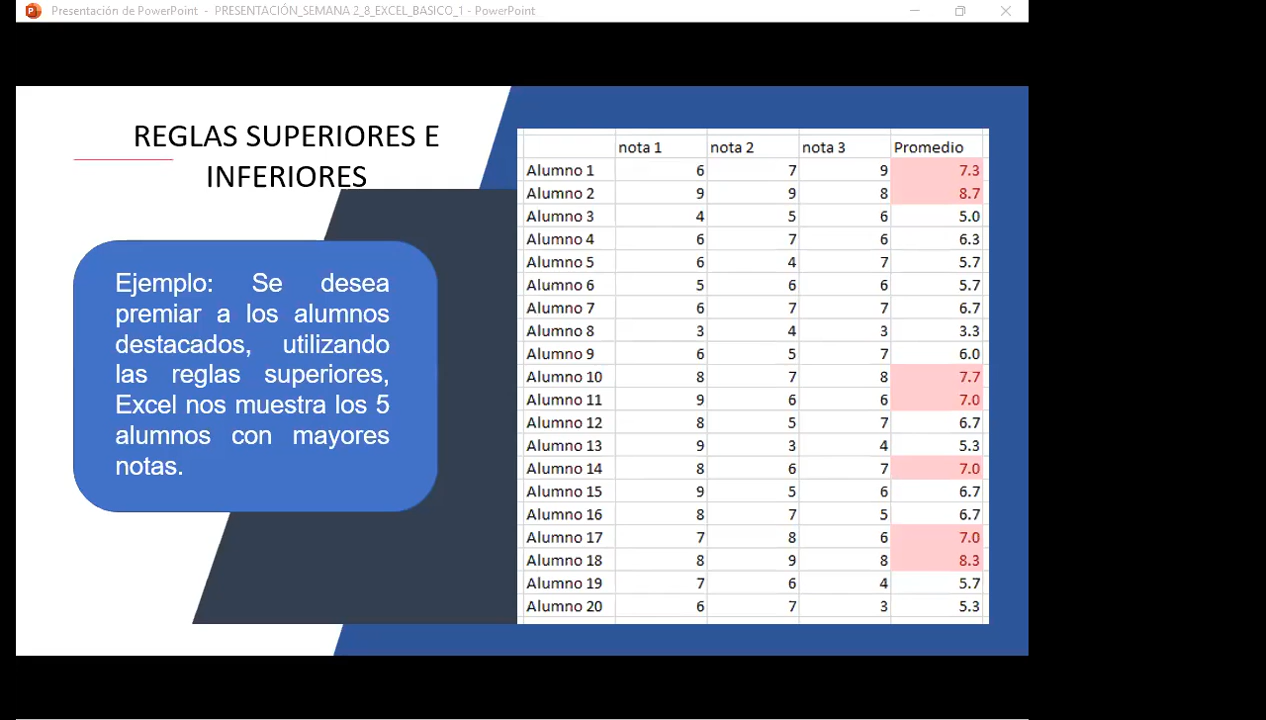 Presentación de PowerPoint - PRESENTACIÓN_SEMANA 2_8_EXCEL_BASICO_1 - PowerPoint
REGLAS SUPERIORES E
INFERIORES
Ejemplo: Se desea
premiar a los alumnos
destacados, utilizando
las reglas superiores,
Excel nos muestra los 5
alumnos con mayores
notas.
nota 1 nota 2 nota 3 Promedio
Alumno 1 6 7 9 7.3
Alumno 2 9 9 8 8.7
Alumno 3 4 5 6 5.0
Alumno 4 6 7 6 6.3
Alumno 5 6 4 7 5.7
Alumno 6 5 6 6 5.7
Alumno 7 6 7 7 6.7
Alumno 8 3 4 3 3.3
Alumno 9 6 5 7 6.0
Alumno 10 8 7 8 7.7
Alumno 11 9 6 6 7.0
Alumno 12 8 5 7 6.7
Alumno 13 9 3 4 5.3
Alumno 14 8 6 7 7.0
Alumno 15 9 5 6 6.7
Alumno 16 8 7 5 6.7
Alumno 17 7 8 6 7.0
Alumno 18 8 9 8 8.3
Alumno 19 7 6 4 5.7
Alumno 20 6 7 3 5.3